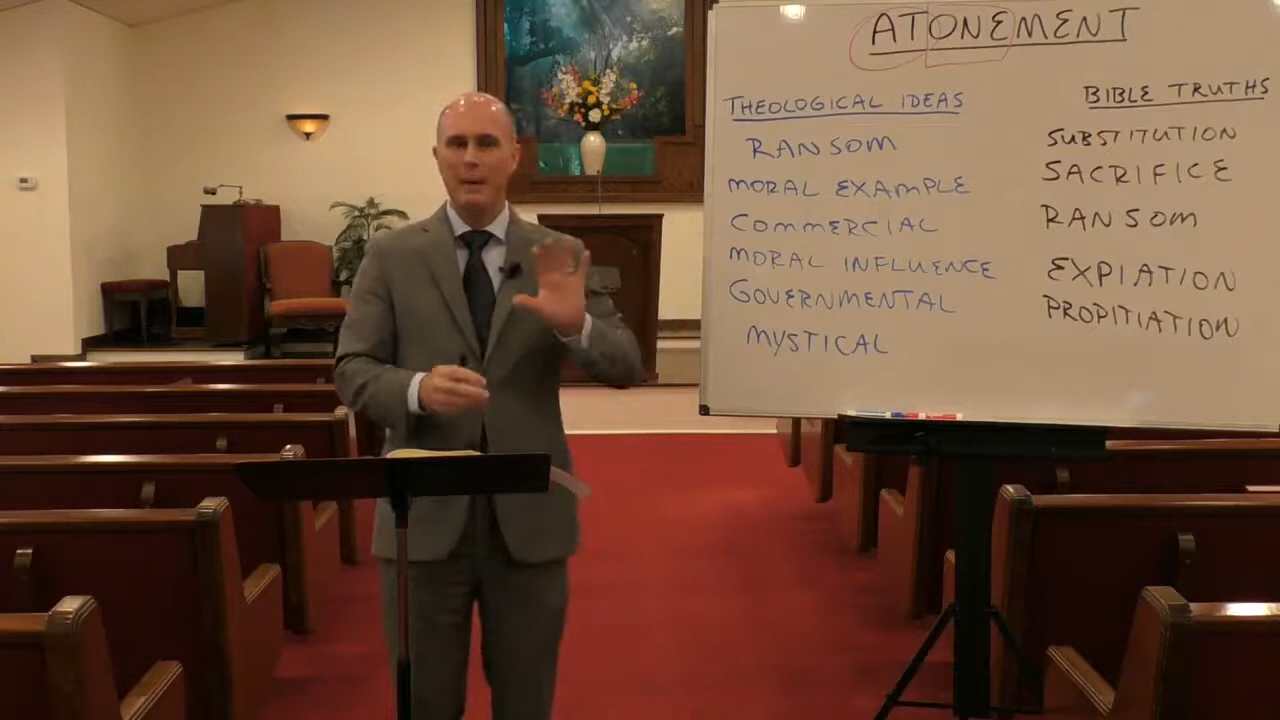 ATONEMENT
THEOLOGICAL IDEAS
RANSOM
MORAL EXAMPLE
COMMERCIAL
MORAL INFLUENCE
GOVERNMENTAL
MYSTICAL
BIBLE TRUTHS
SUBSTITUTION
SACRIFICE
RANSOM
EXPIATION
PROPITIATION